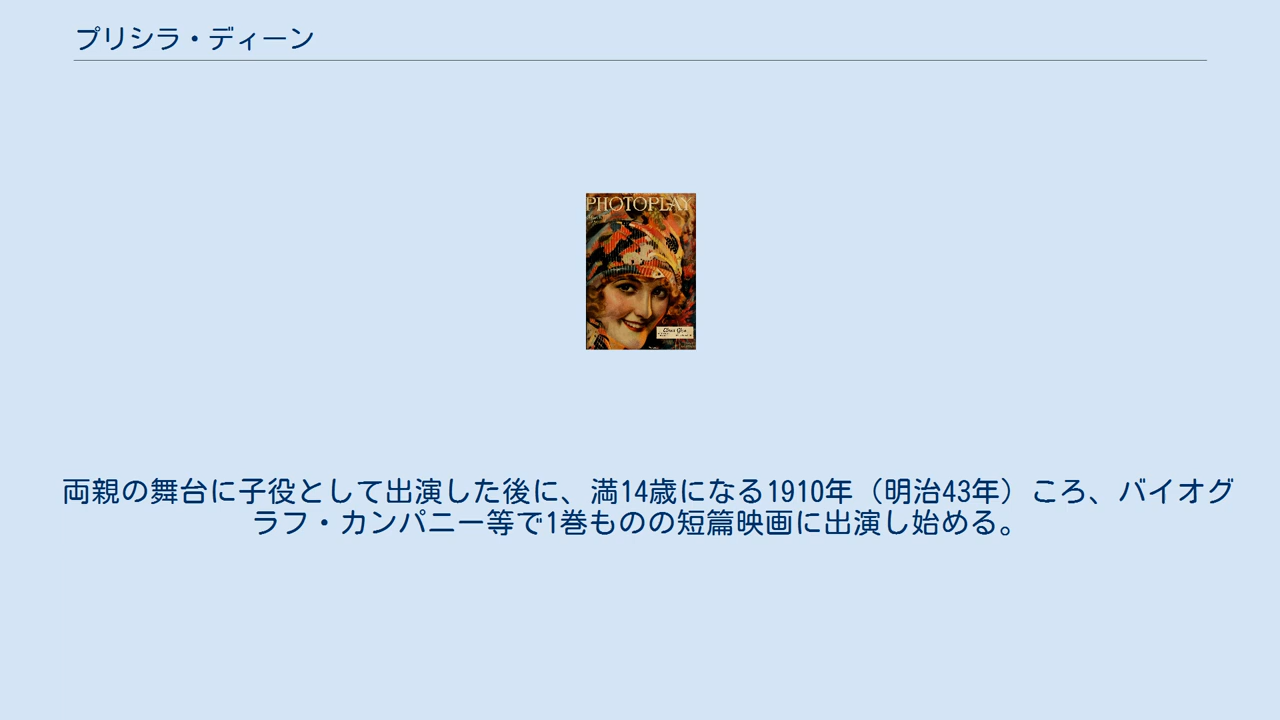 プリシラ・ディーン
PHOTOPLAY
両親の舞台に子役として出演した後に、満14歳になる1910年（明治43年）ころ、バイオグ
ラフ・カンパニー等で1巻ものの短篇映画に出演し始める。